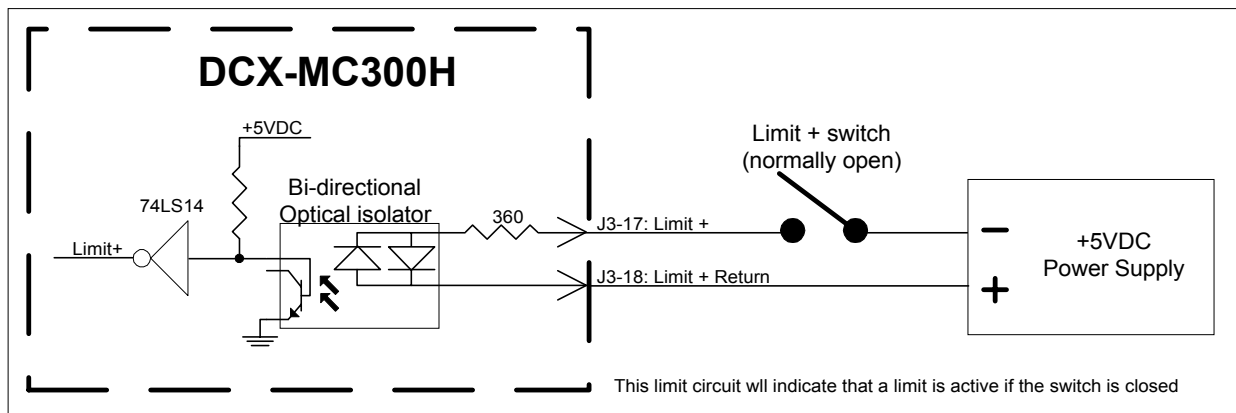 DCX-MC300H
+5VDC
Bi-directional
Optical isolator
74LS14
360
Limit+
J3-17: Limit +
J3-18: Limit + Return
Limit + switch
(normally open)
−
+
+5VDC
Power Supply
This limit circuit wll indicate that a limit is active if the switch is closed